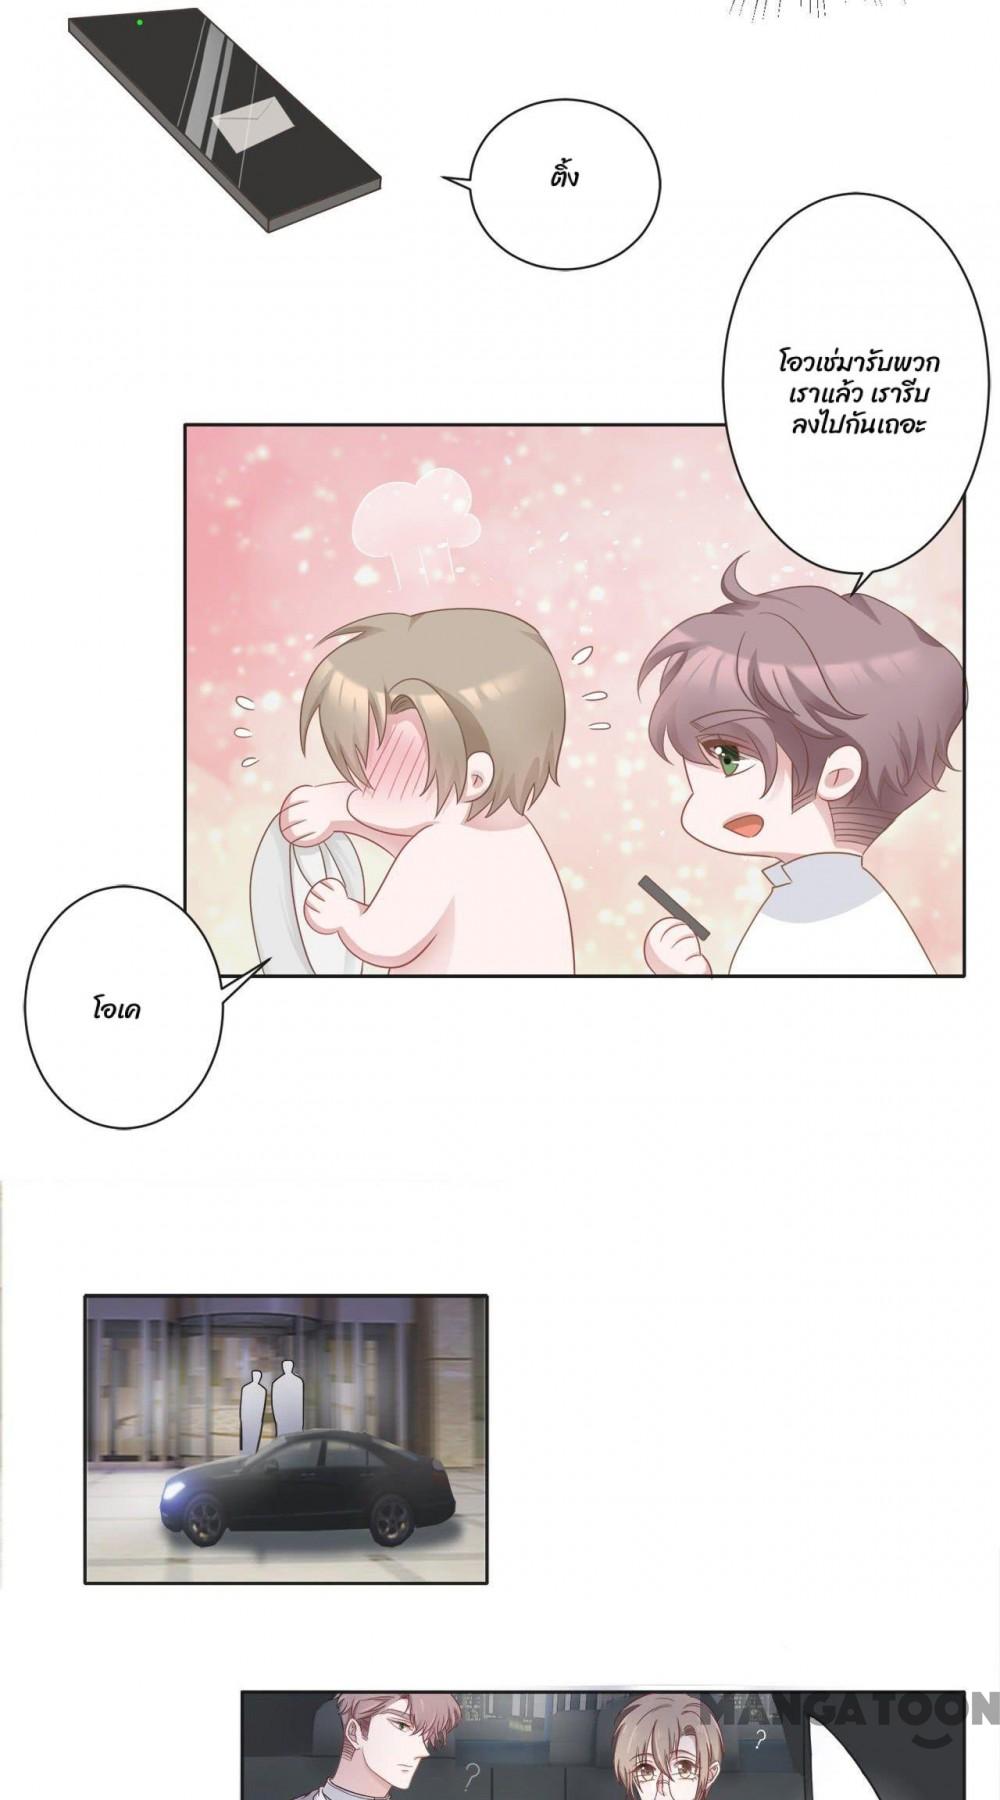 ติ้ง
โอวเช่มารับพวก
เราแล้ว เรารีบ
ลงไปกันเถอะ
โอเค
MANGATOON
?
?